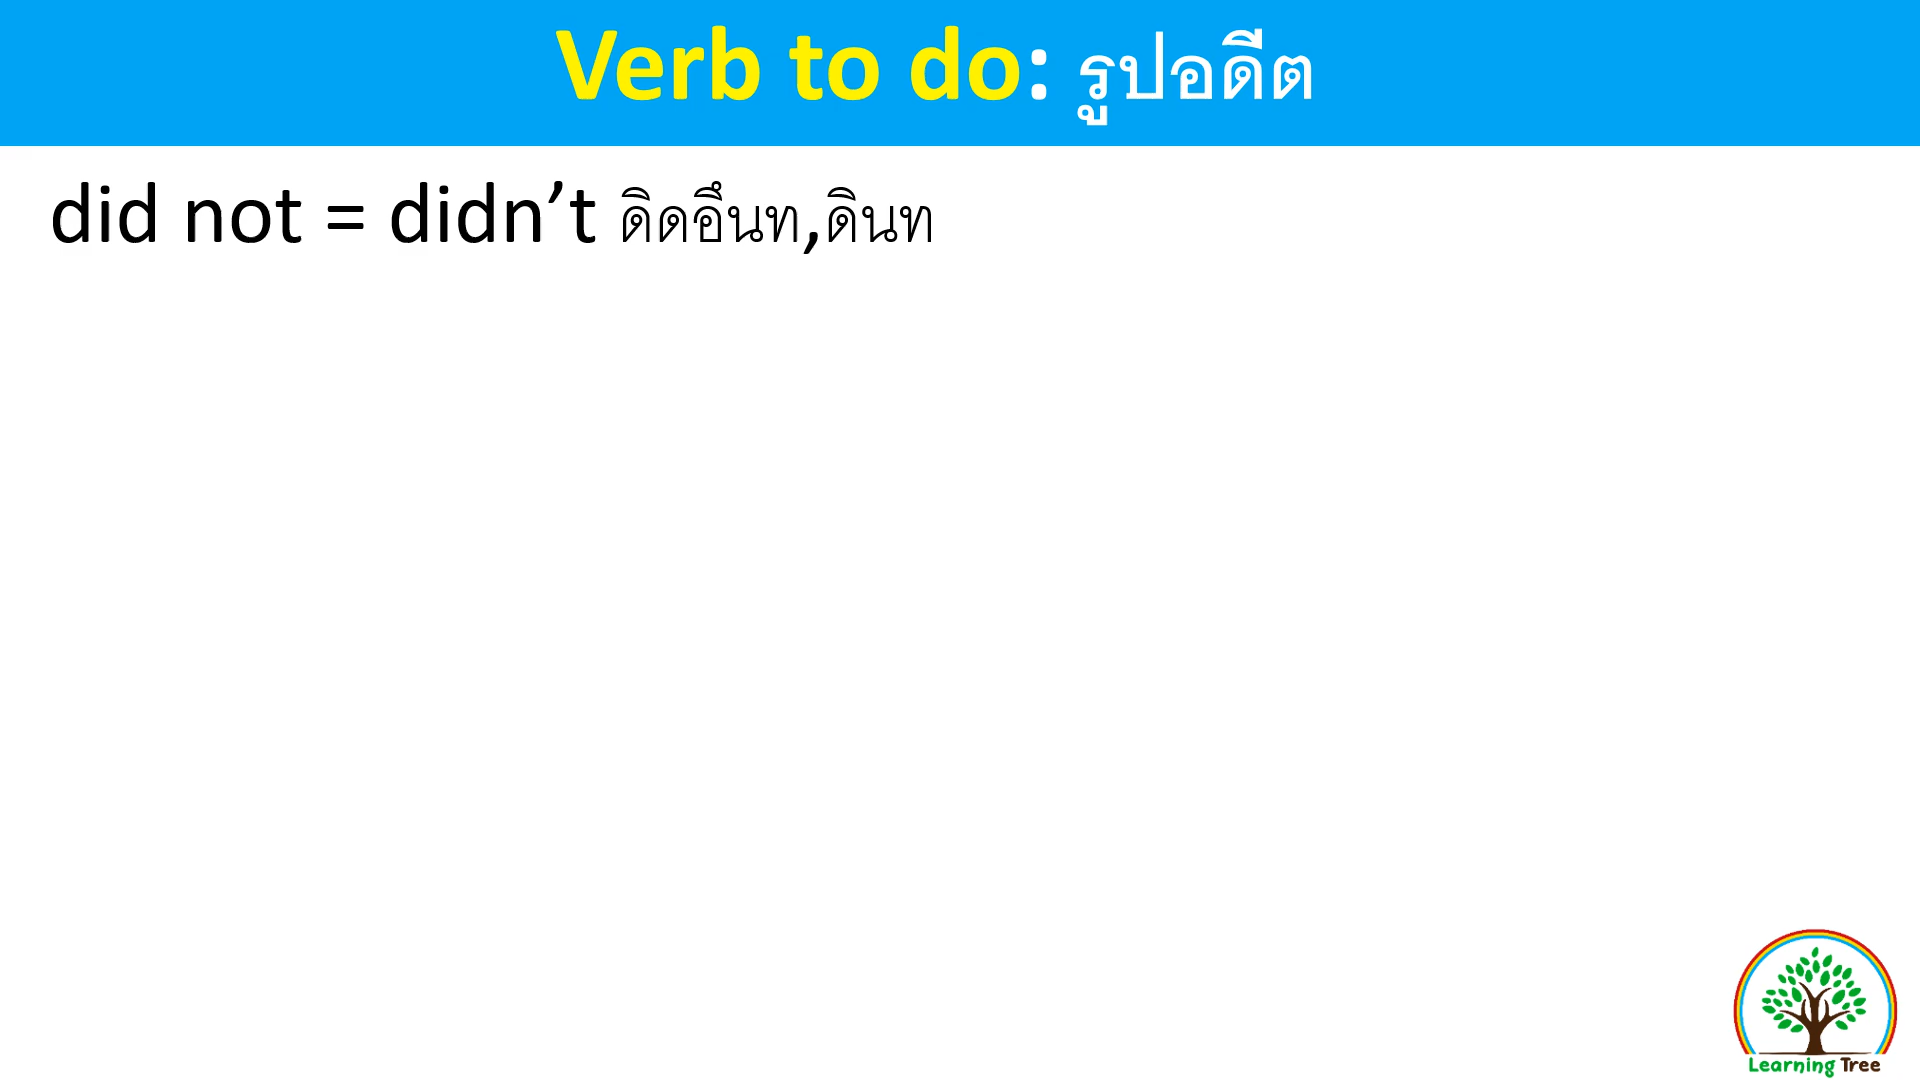 Verb to do: รูปอดีต
did not = didn’t ดิดอึนท,ดินท
Learning Tree